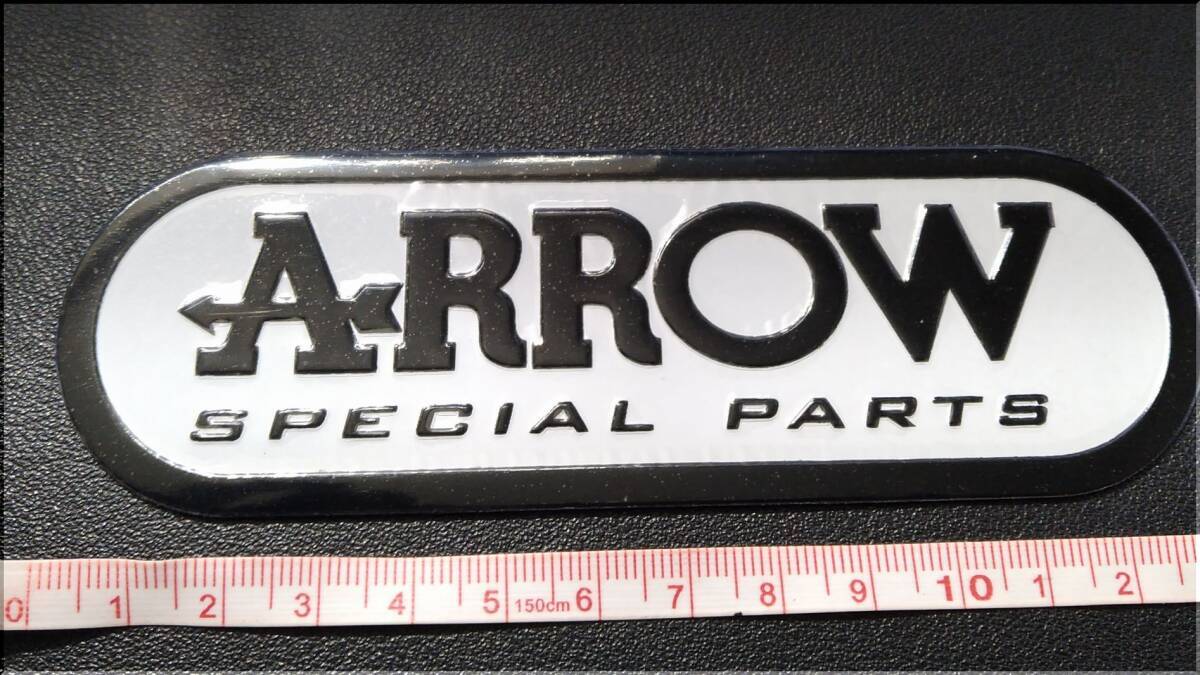 ARROW
SPECIAL PARTS
0 1 2 3 4 5 150cm 6 7 8 9 10 1 2